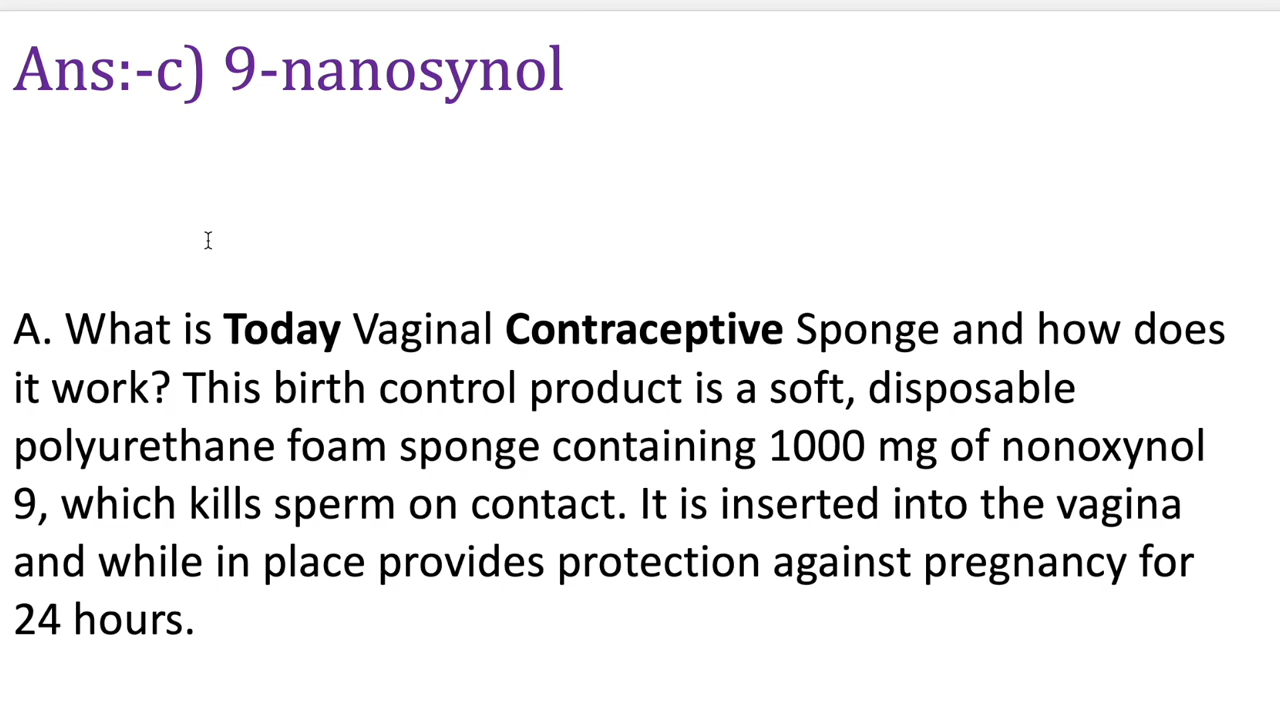 Ans:-c) 9-nanosynol
A. What is Today Vaginal Contraceptive Sponge and how does
it work? This birth control product is a soft, disposable
polyurethane foam sponge containing 1000 mg of nonoxynol
9, which kills sperm on contact. It is inserted into the vagina
and while in place provides protection against pregnancy for
24 hours.